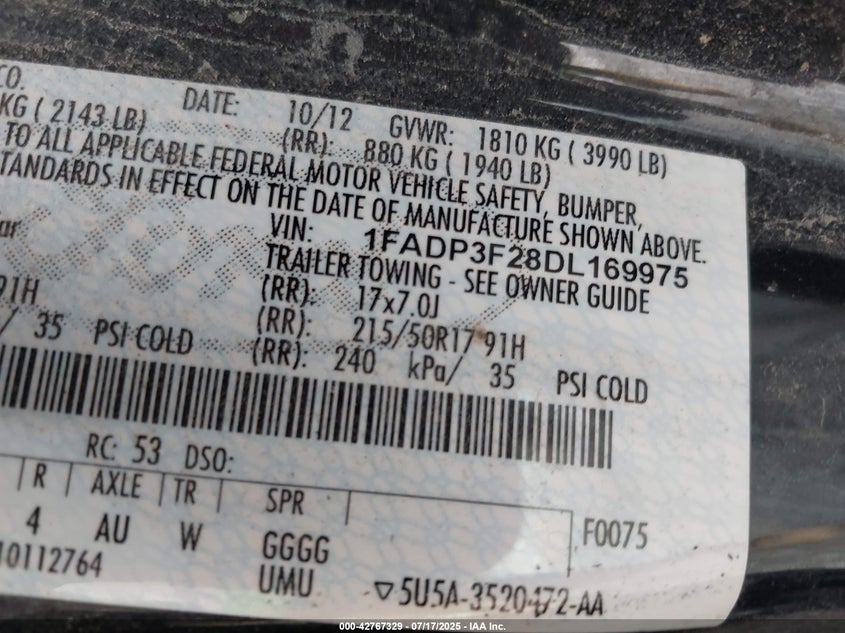 CO.
DATE: 10/12 GVWR: 1810 KG ( 3990 LB)
KG ( 2143 LB) (RR): 880 KG ( 1940 LB)
TO ALL APPLICABLE FEDERAL MOTOR VEHICLE SAFETY, BUMPER,
STANDARDS IN EFFECT ON THE DATE OF MANUFACTURE SHOWN ABOVE.
VIN: 1FADP3F28DL169975
TRAILER TOWING - SEE OWNER GUIDE
(RR): 17x7.0J
91H (RR): 215/50R17 91H
/ 35 PSI COLD (RR): 240 kPa/ 35 PSI COLD
RC: 53 DSO:
R AXLE TR SPR
4 AU W GGGG F0075
10112764 UMU ▽5U5A-3520472-AA
000-42767329 - 07/17/2025 - IAA Inc.